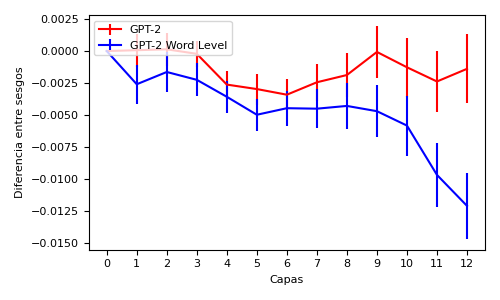 0.0025
0.0000
−0.0025
−0.0050
−0.0075
−0.0100
−0.0125
−0.0150
Diferencia entre sesgos
GPT-2
GPT-2 Word Level
0 1 2 3 4 5 6 7 8 9 10 11 12
Capas